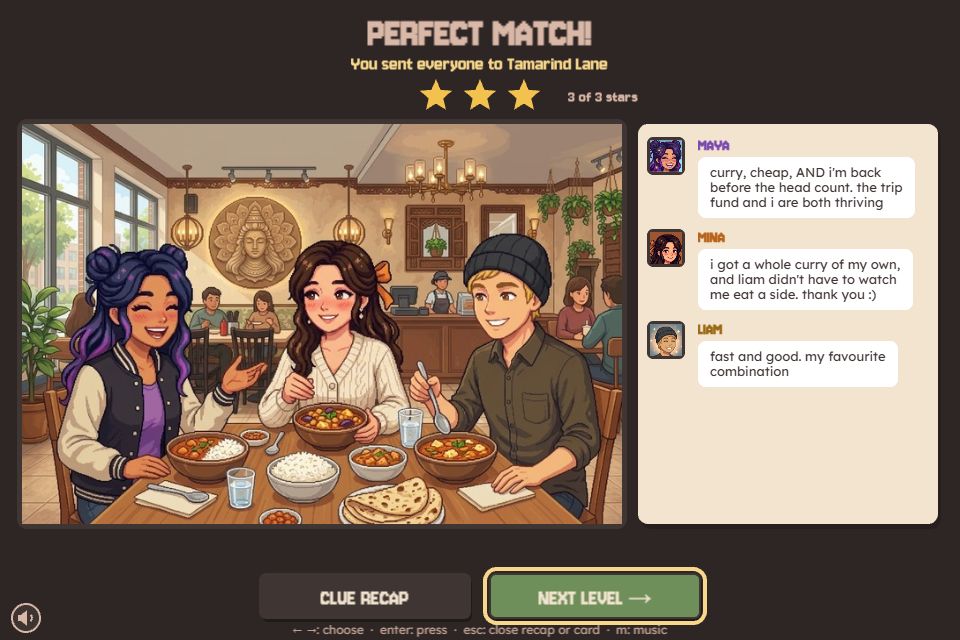 PERFECT MATCH!
You sent everyone to Tamarind Lane
3 of 3 stars
MAYA
curry, cheap, AND i'm back
before the head count. the trip
fund and i are both thriving
MINA
i got a whole curry of my own,
and liam didn't have to watch
me eat a side. thank you :)
LIAM
fast and good. my favourite
combination
CLUE RECAP
NEXT LEVEL →
← →: choose · enter: press · esc: close recap or card · m: music